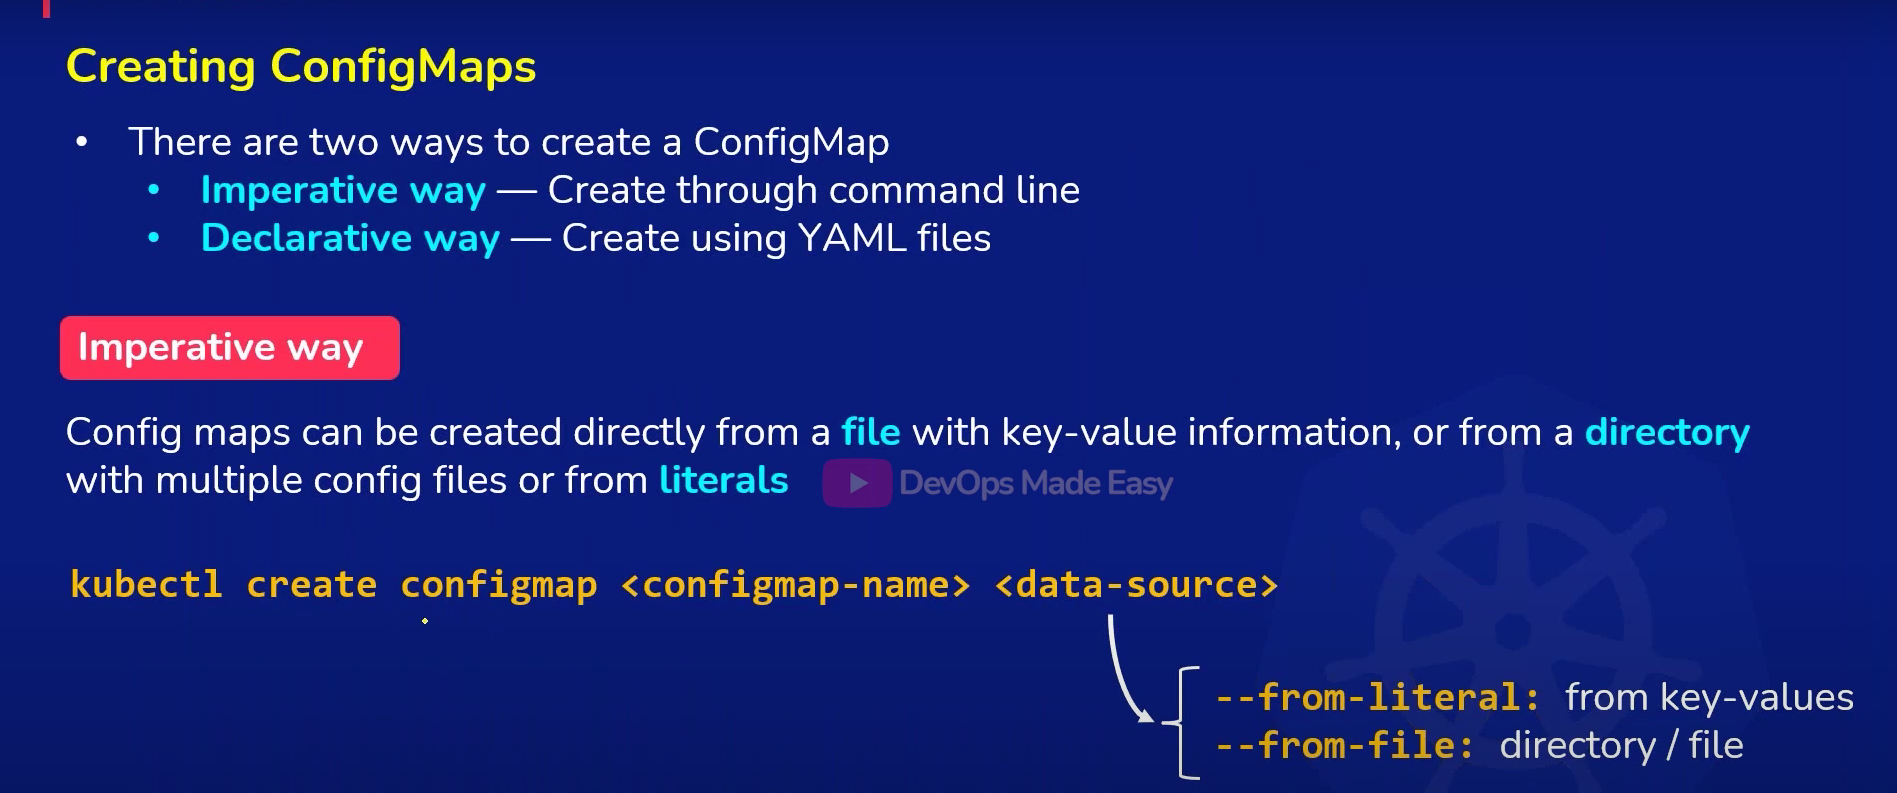 Creating ConfigMaps
• There are two ways to create a ConfigMap
• Imperative way — Create through command line
• Declarative way — Create using YAML files
Imperative way
Config maps can be created directly from a file with key-value information, or from a directory
with multiple config files or from literals
DevOps Made Easy
kubectl create configmap <configmap-name> <data-source>
--from-literal: from key-values
--from-file: directory / file